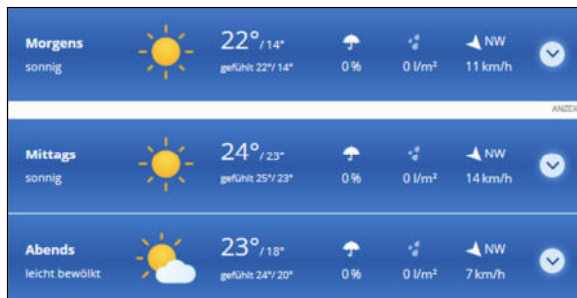 Morgens
sonnig
22°/14°
gefühlt 22°/14°
0 %
0 l/m²
NW
11 km/h
ANZEI
Mittags
sonnig
24°/23°
gefühlt 25°/23°
0 %
0 l/m²
NW
14 km/h
Abends
leicht bewölkt
23°/18°
gefühlt 24°/20°
0 %
0 l/m²
NW
7 km/h